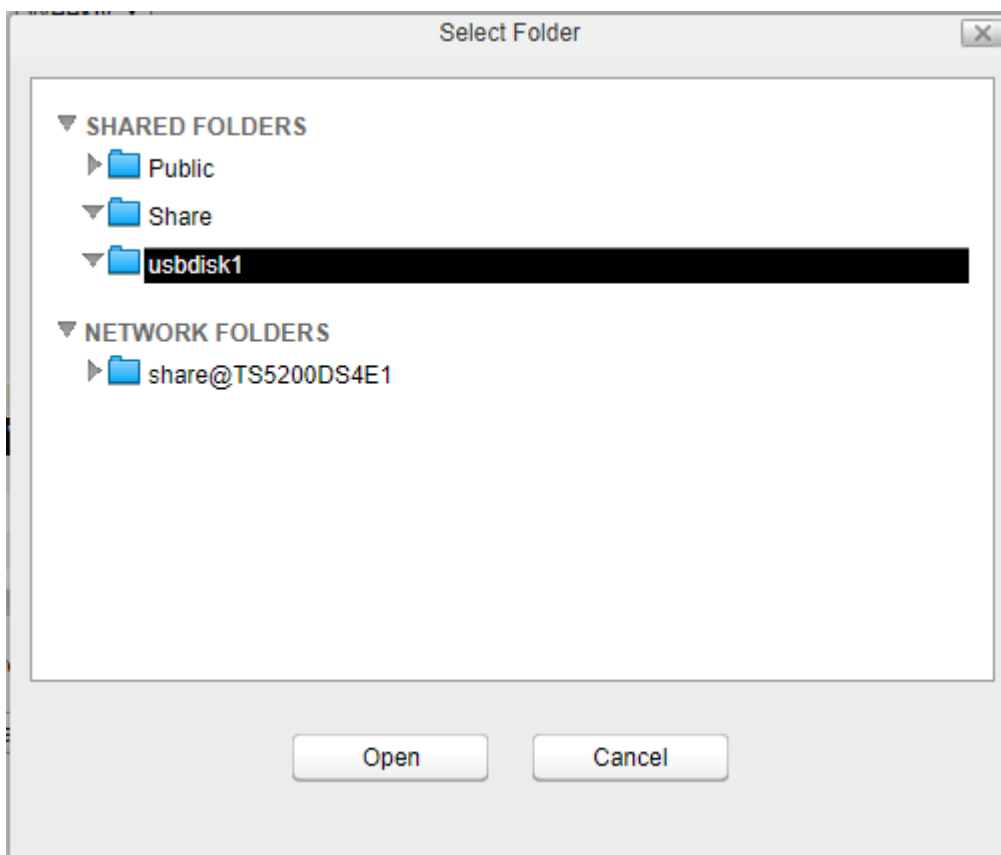 Select Folder
SHARED FOLDERS
Public
Share
usbdisk1
NETWORK FOLDERS
share@TS5200DS4E1
Open
Cancel